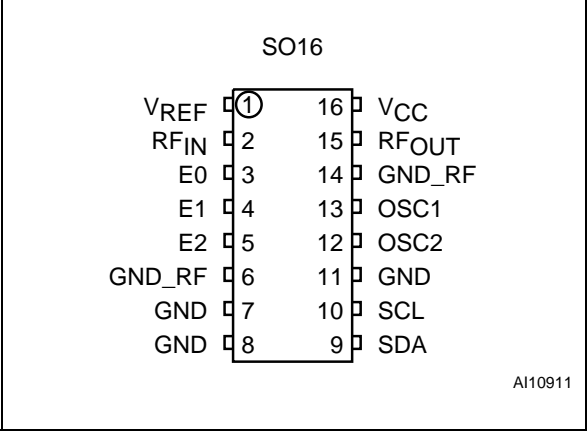 SO16
VREF 1 16 VCC
RFIN 2 15 RFOUT
E0 3 14 GND_RF
E1 4 13 OSC1
E2 5 12 OSC2
GND_RF 6 11 GND
GND 7 10 SCL
GND 8 9 SDA
AI10911